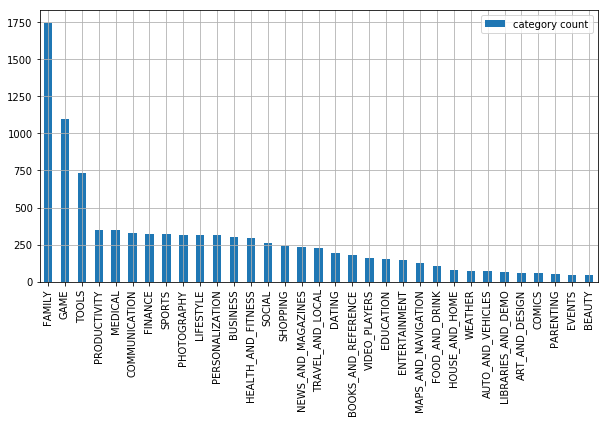 category count
1750
1500
1250
1000
750
500
250
0
FAMILY
GAME
TOOLS
PRODUCTIVITY
MEDICAL
COMMUNICATION
FINANCE
SPORTS
PHOTOGRAPHY
LIFESTYLE
PERSONALIZATION
BUSINESS
HEALTH_AND_FITNESS
SOCIAL
SHOPPING
NEWS_AND_MAGAZINES
TRAVEL_AND_LOCAL
DATING
BOOKS_AND_REFERENCE
VIDEO_PLAYERS
EDUCATION
ENTERTAINMENT
MAPS_AND_NAVIGATION
FOOD_AND_DRINK
HOUSE_AND_HOME
WEATHER
AUTO_AND_VEHICLES
LIBRARIES_AND_DEMO
ART_AND_DESIGN
COMICS
PARENTING
EVENTS
BEAUTY